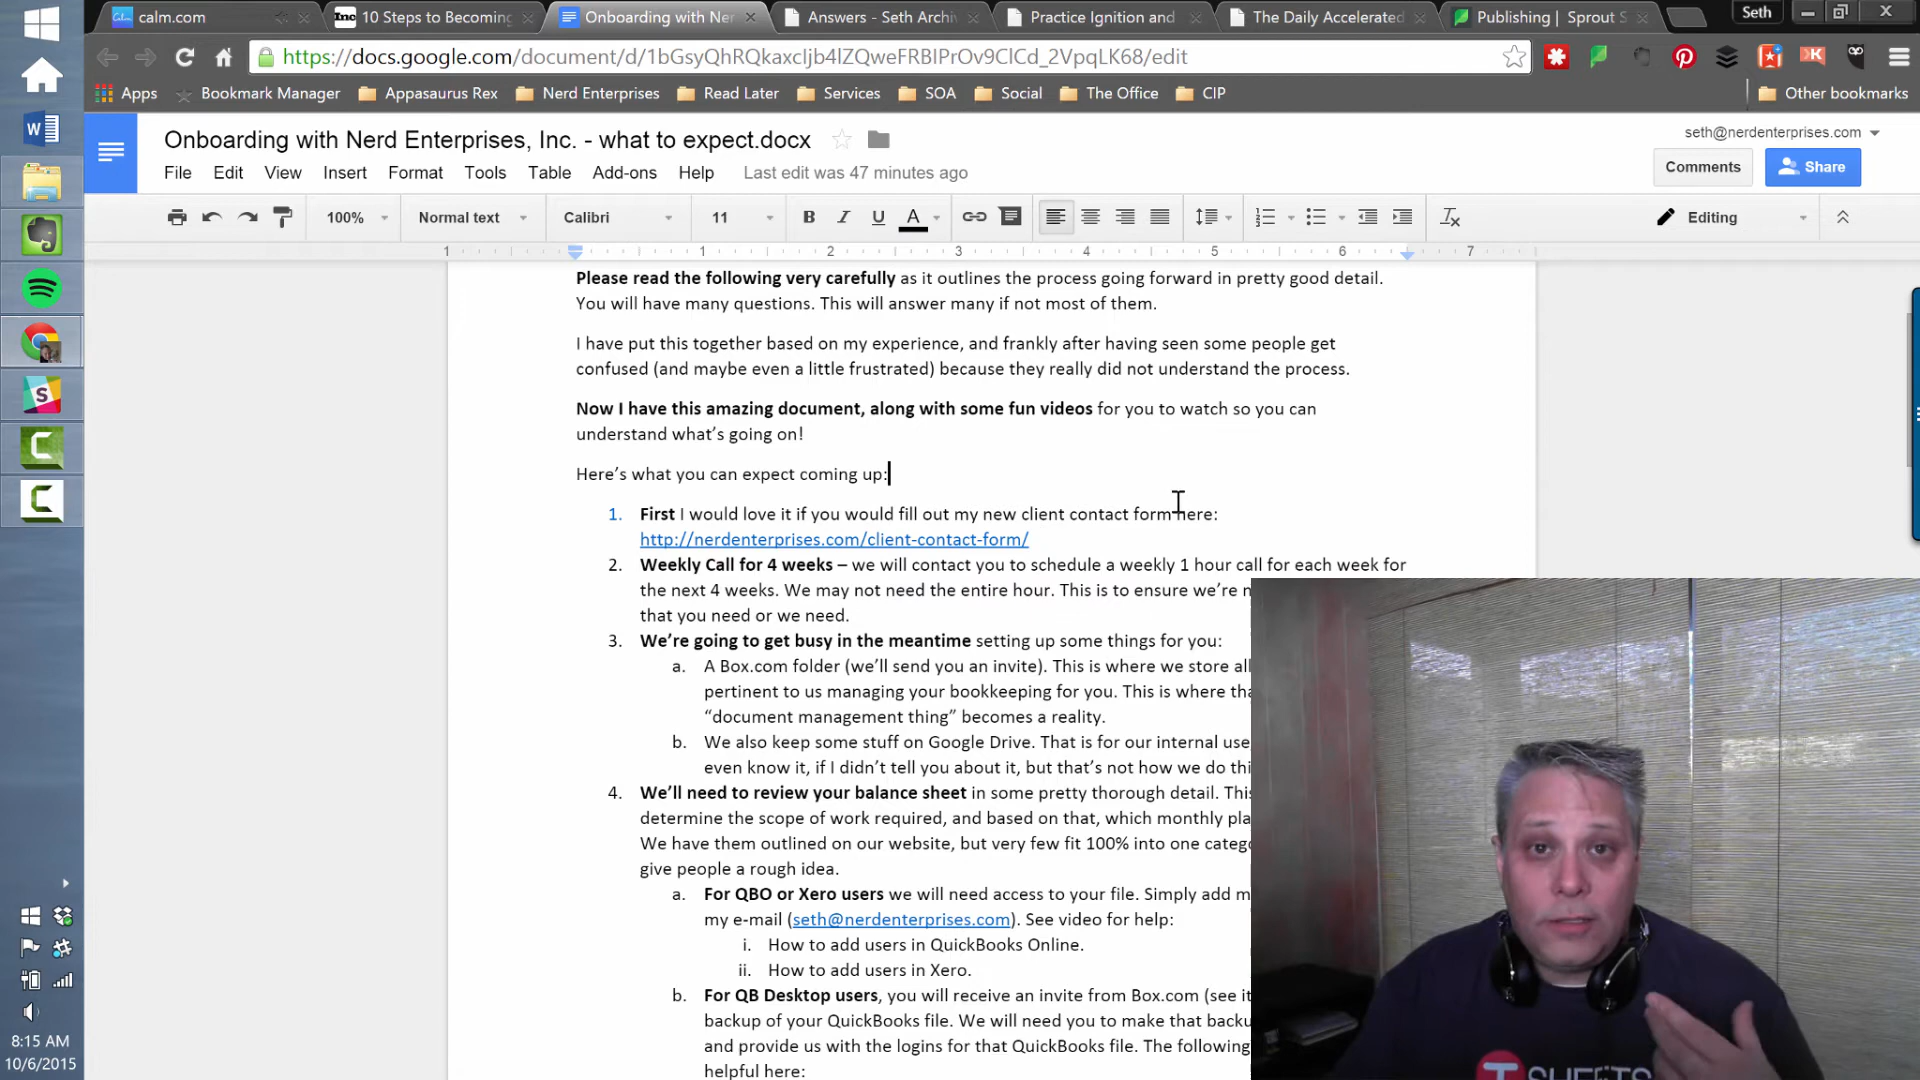 calm.com
10 Steps to Becoming
Onboarding with Ner
Answers - Seth Archiv
Practice Ignition and
The Daily Accelerated
Publishing | Sprout S
Seth
https://docs.google.com/document/d/1bGsyQhRQkaxcIjb4lZQweFRBIPrOv9ClCd_2VpqLK68/edit
Apps
Bookmark Manager
Appasaurus Rex
Nerd Enterprises
Read Later
Services
SOA
Social
The Office
CIP
Other bookmarks
Onboarding with Nerd Enterprises, Inc. - what to expect.docx
seth@nerdenterprises.com
File Edit View Insert Format Tools Table Add-ons Help Last edit was 47 minutes ago
Comments
Share
100% Normal text Calibri 11 B I U A
Editing
1 1 2 3 4 5 6 7
Please read the following very carefully as it outlines the process going forward in pretty good detail.
You will have many questions. This will answer many if not most of them.
I have put this together based on my experience, and frankly after having seen some people get
confused (and maybe even a little frustrated) because they really did not understand the process.
Now I have this amazing document, along with some fun videos for you to watch so you can
understand what's going on!
Here's what you can expect coming up:
1. First I would love it if you would fill out my new client contact form here:
http://nerdenterprises.com/client-contact-form/
2. Weekly Call for 4 weeks – we will contact you to schedule a weekly 1 hour call for each week for
the next 4 weeks. We may not need the entire hour. This is to ensure we're
that you need or we need.
3. We're going to get busy in the meantime setting up some things for you:
a. A Box.com folder (we'll send you an invite). This is where we store all
pertinent to us managing your bookkeeping for you. This is where tha
"document management thing" becomes a reality.
b. We also keep some stuff on Google Drive. That is for our internal use
even know it, if I didn't tell you about it, but that's not how we do thi
4. We'll need to review your balance sheet in some pretty thorough detail. This
determine the scope of work required, and based on that, which monthly pla
We have them outlined on our website, but very few fit 100% into one catego
give people a rough idea.
a. For QBO or Xero users we will need access to your file. Simply add m
my e-mail (seth@nerdenterprises.com). See video for help:
i. How to add users in QuickBooks Online.
ii. How to add users in Xero.
b. For QB Desktop users, you will receive an invite from Box.com (see it
backup of your QuickBooks file. We will need you to make that backu
and provide us with the logins for that QuickBooks file. The following
helpful here:
8:15 AM
10/6/2015
T SHEETS